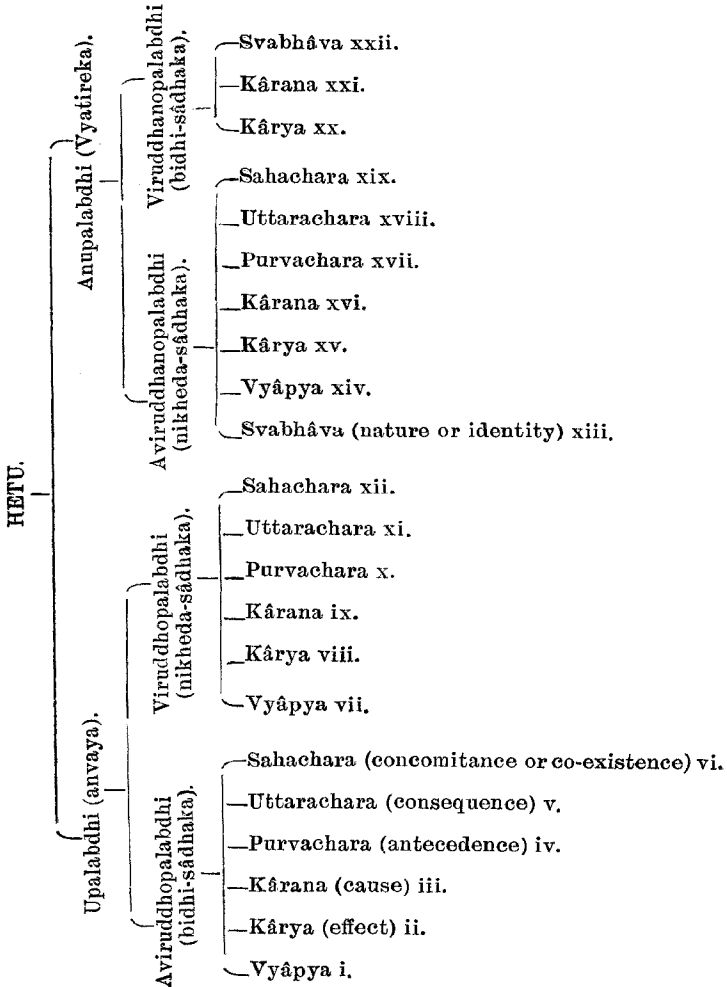 HETU.
Anupalabdhi (Vyatireka).
Viruddhanopalabdhi
(bidhi-sâdhaka).
Svabhâva xxii.
Kârana xxi.
Kârya xx.
Aviruddhanopalabdhi
(nikheda-sâdhaka).
Sahachara xix.
Uttarachara xviii.
Purvachara xvii.
Kârana xvi.
Kârya xv.
Vyâpya xiv.
Svabhâva (nature or identity) xiii.
Upalabdhi (anvaya).
Viruddhopalabdhi
(nikheda-sâdhaka).
Sahachara xii.
Uttarachara xi.
Purvachara x.
Kârana ix.
Kârya viii.
Vyâpya vii.
Aviruddhopalabdhi
(bidhi-sâdhaka).
Sahachara (concomitance or co-existence) vi.
Uttarachara (consequence) v.
Purvachara (antecedence) iv.
Kârana (cause) iii.
Kârya (effect) ii.
Vyâpya i.